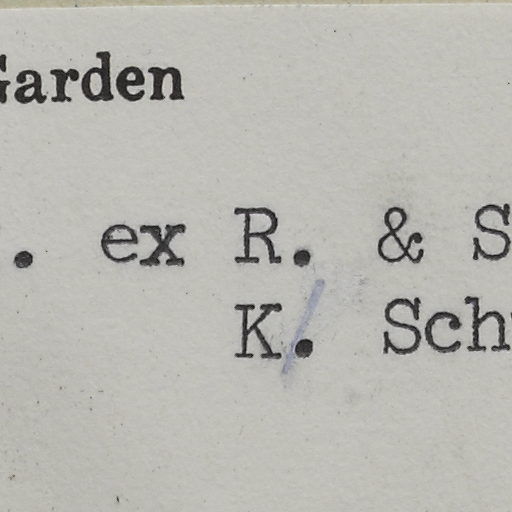 Garden
. ex R. & S
K. Sch